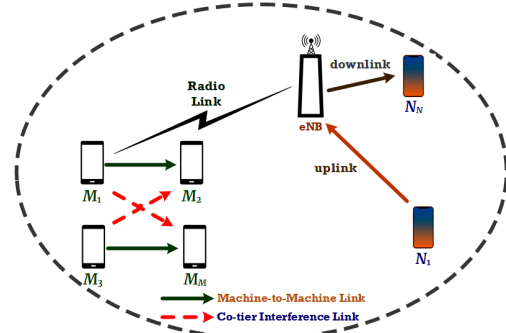 downlink
Radio
Link
N_N
eNB
uplink
M_1
M_2
N_1
M_3
M_M
Machine-to-Machine Link
Co-tier Interference Link